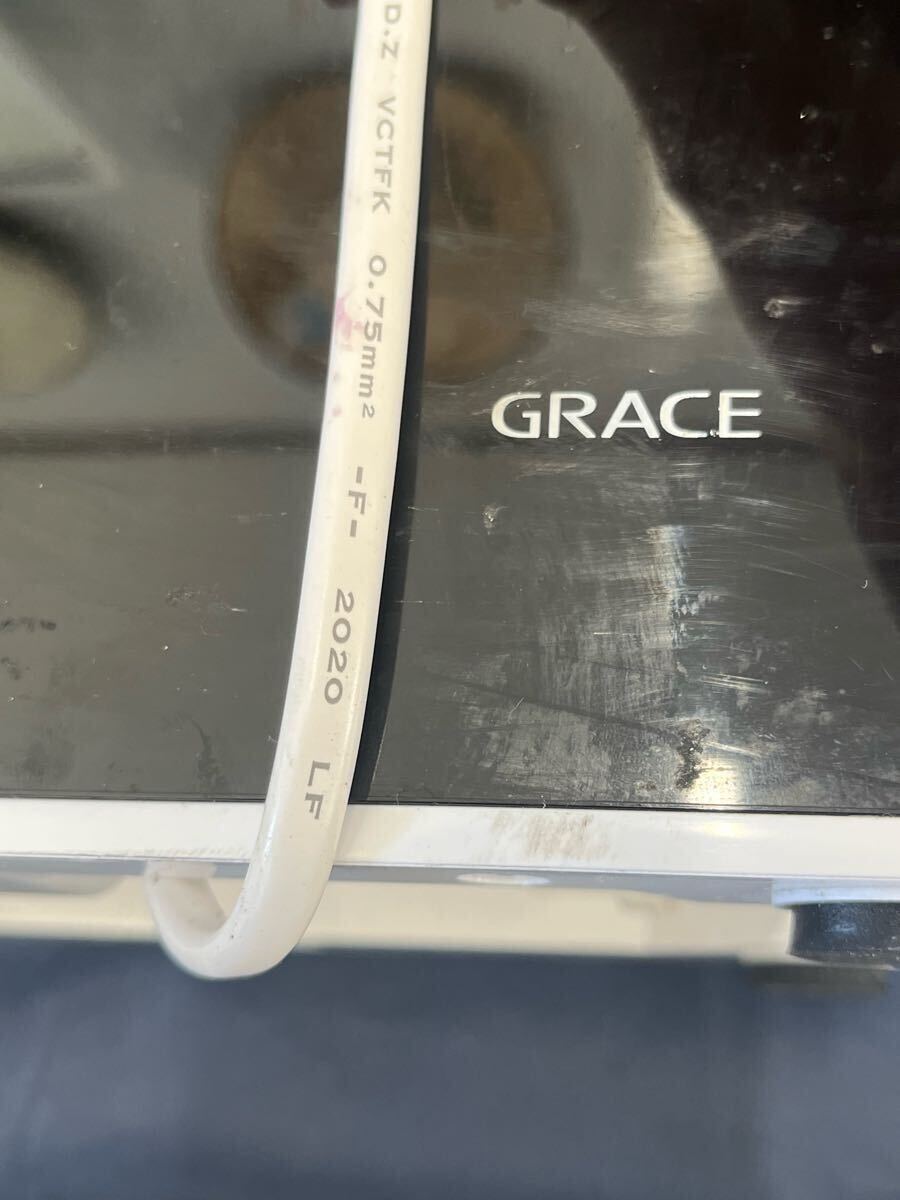 D.Z VCTFK 0.75mm² -F- 2020 LF
GRACE